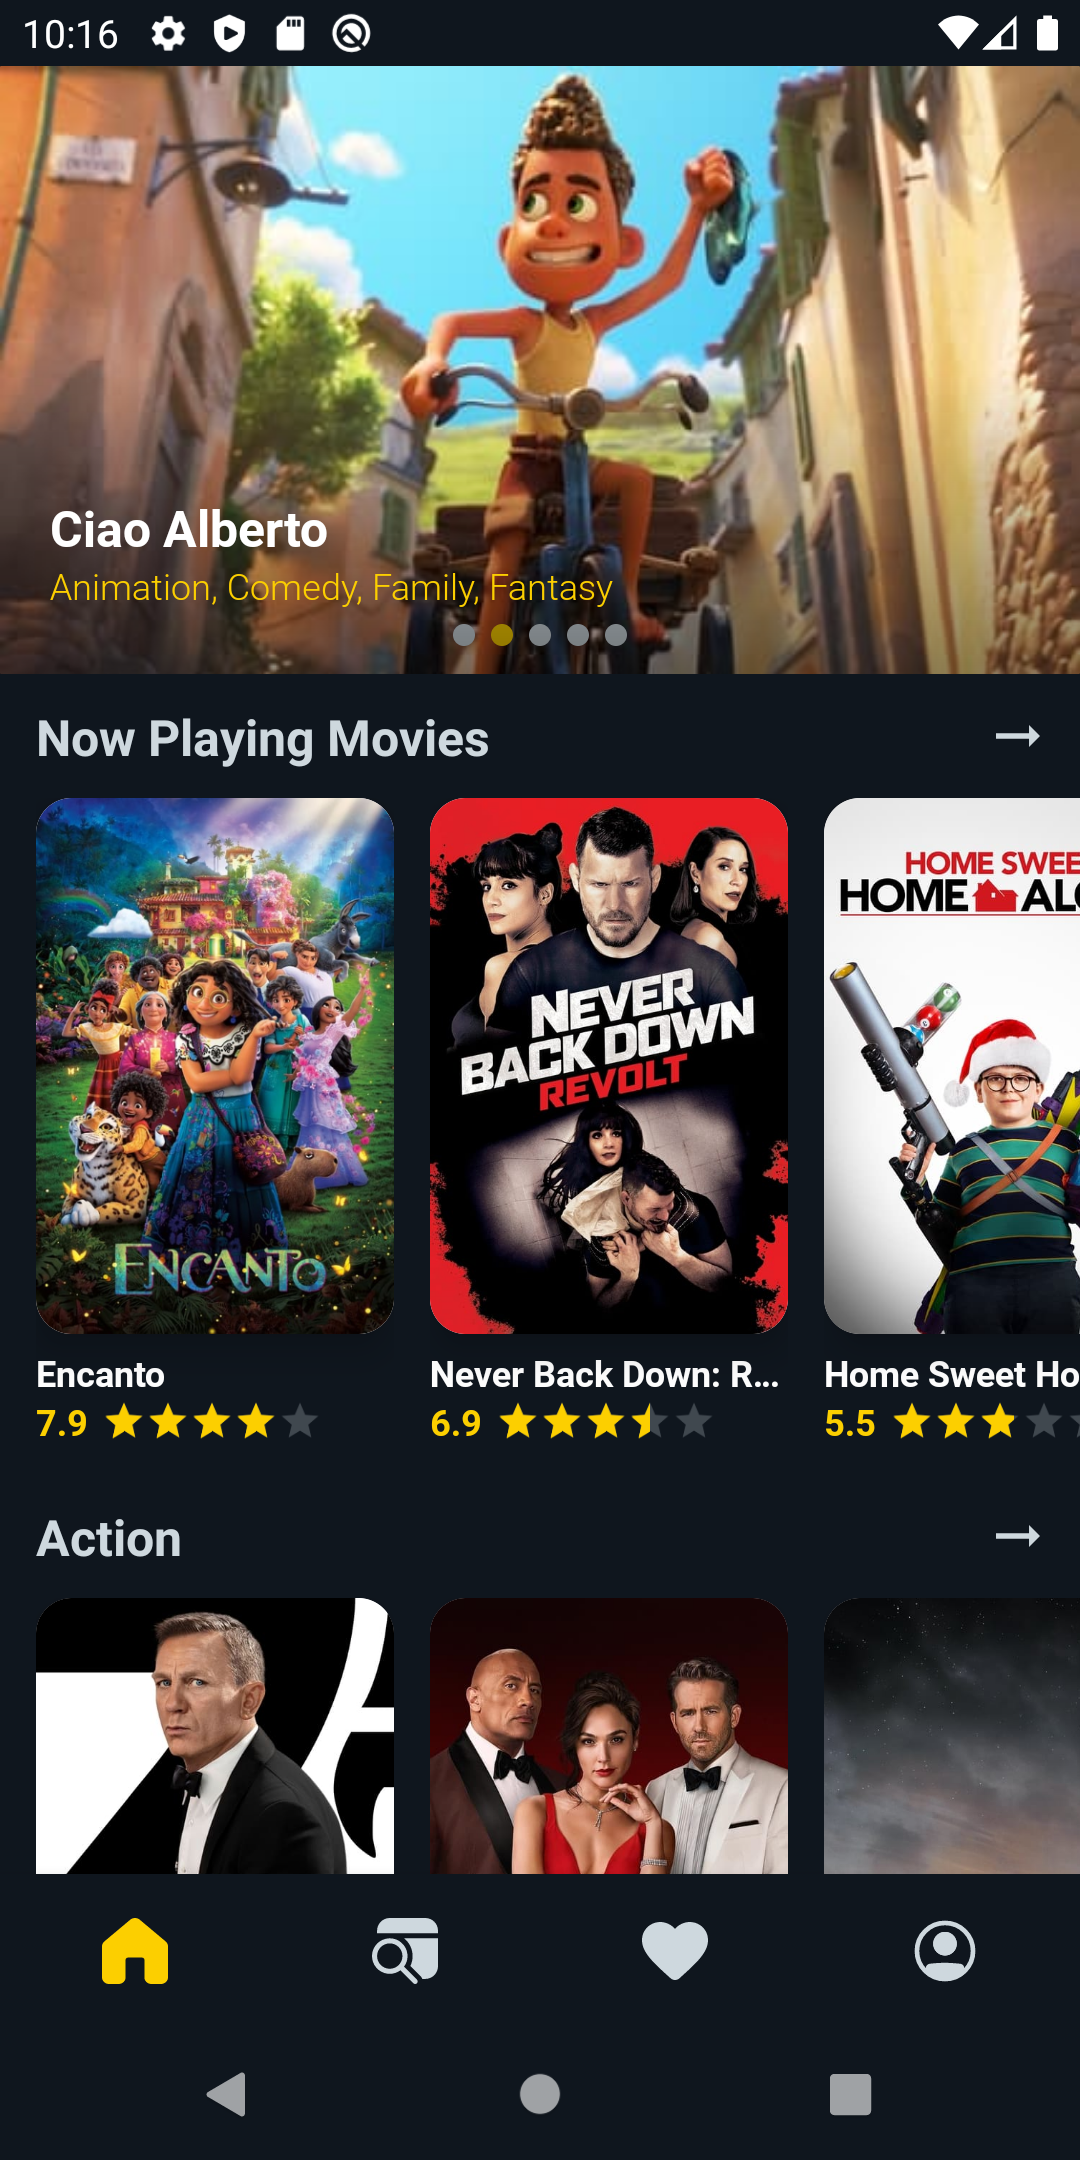 10:16
Ciao Alberto
Animation, Comedy, Family, Fantasy
Now Playing Movies
ENCANTO
NEVER
BACK DOWN
REVOLT
HOME SWEE
HOME ALO
Encanto
7.9
Never Back Down: R...
6.9
Home Sweet Ho
5.5
Action